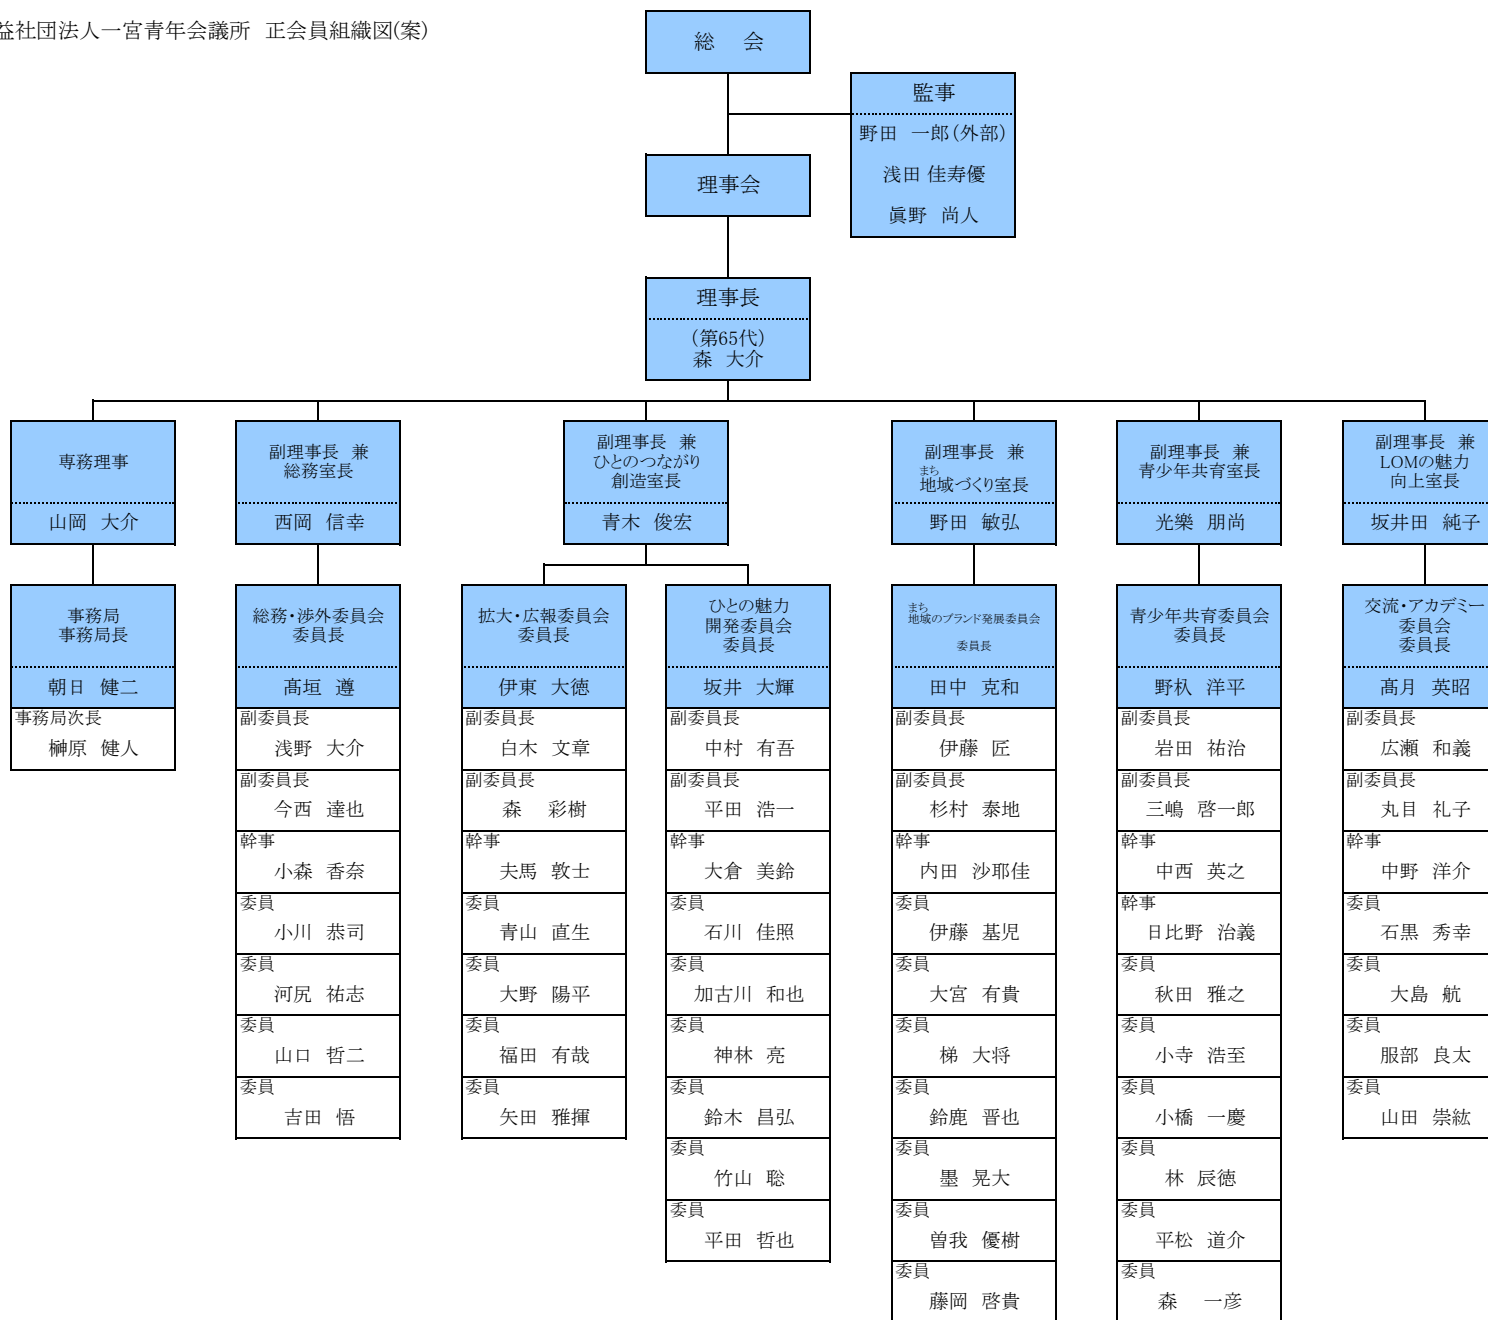 益社団法人一宮青年会議所 正会員組織図(案)
総 会
監事
野田 一郎(外部)
浅田 佳寿優
眞野 尚人
理事会
理事長
(第65代)
森 大介
専務理事
山岡 大介
副理事長 兼
総務室長
西岡 信幸
副理事長 兼
ひとのつながり
創造室長
青木 俊宏
副理事長 兼
まち
地域づくり室長
野田 敏弘
副理事長 兼
青少年共育室長
光樂 朋尚
副理事長 兼
LOMの魅力
向上室長
坂井田 純子
事務局
事務局長
朝日 健二
事務局次長
榊原 健人
総務・渉外委員会
委員長
髙垣 遵
副委員長
浅野 大介
副委員長
今西 達也
幹事
小森 香奈
委員
小川 恭司
委員
河尻 祐志
委員
山口 哲二
委員
吉田 悟
拡大・広報委員会
委員長
伊東 大徳
副委員長
白木 文章
副委員長
森 彩樹
幹事
夫馬 敦士
委員
青山 直生
委員
大野 陽平
委員
福田 有哉
委員
矢田 雅揮
ひとの魅力
開発委員会
委員長
坂井 大輝
副委員長
中村 有吾
副委員長
平田 浩一
幹事
大倉 美鈴
委員
石川 佳照
委員
加古川 和也
委員
神林 亮
委員
鈴木 昌弘
委員
竹山 聡
委員
平田 哲也
まち
地域のブランド発展委員会
委員長
田中 克和
副委員長
伊藤 匠
副委員長
杉村 泰地
幹事
内田 沙耶佳
委員
伊藤 基児
委員
大宮 有貴
委員
梯 大将
委員
鈴鹿 晋也
委員
墨 晃大
委員
曽我 優樹
委員
藤岡 啓貴
青少年共育委員会
委員長
野杁 洋平
副委員長
岩田 祐治
副委員長
三嶋 啓一郎
幹事
中西 英之
幹事
日比野 治義
委員
秋田 雅之
委員
小寺 浩至
委員
小橋 一慶
委員
林 辰徳
委員
平松 道介
委員
森 一彦
交流・アカデミー
委員会
委員長
髙月 英昭
副委員長
広瀬 和義
副委員長
丸目 礼子
幹事
中野 洋介
委員
石黒 秀幸
委員
大島 航
委員
服部 良太
委員
山田 崇紘